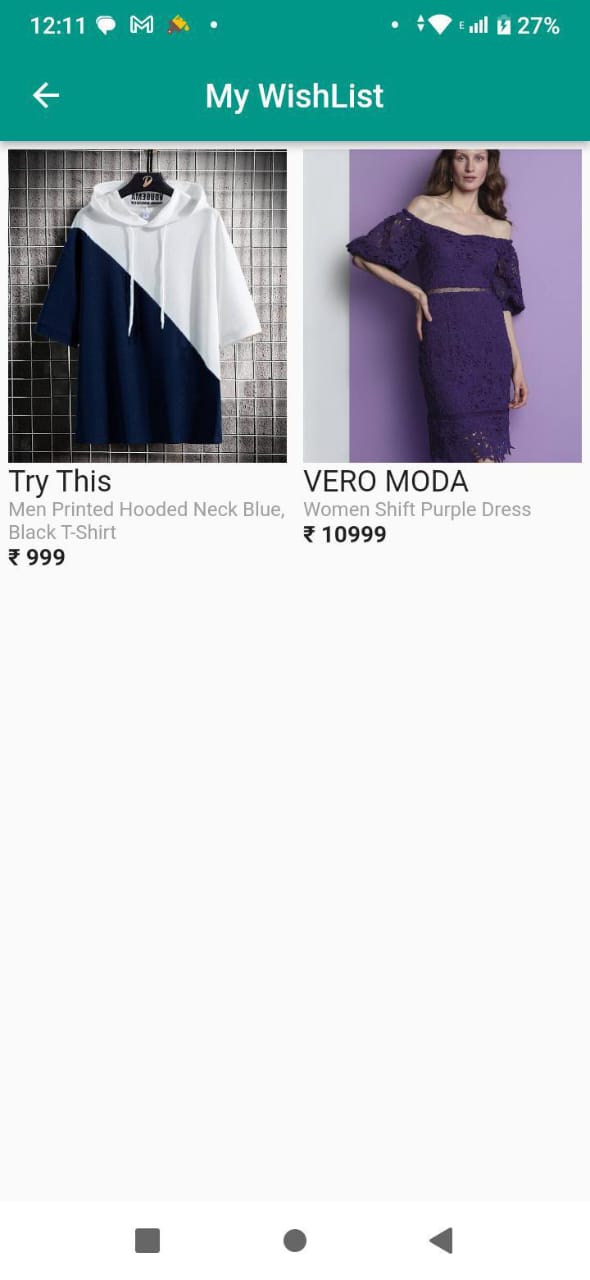 12:11
E
27%
My WishList
Try This
Men Printed Hooded Neck Blue,
Black T-Shirt
₹ 999
VERO MODA
Women Shift Purple Dress
₹ 10999